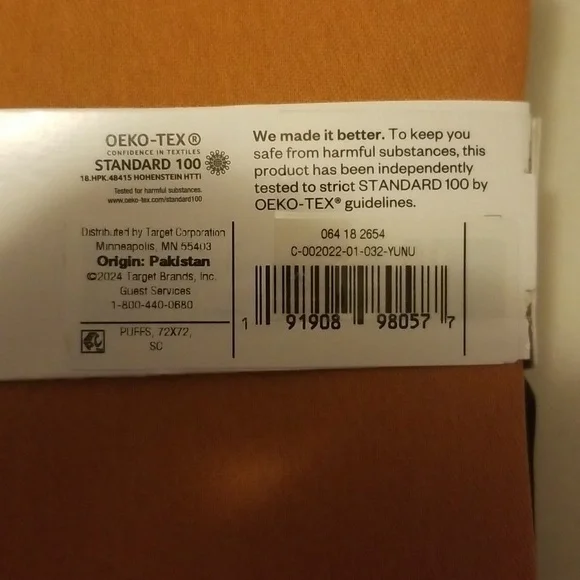 OEKO-TEX®
CONFIDENCE IN TEXTILES
STANDARD 100
18.HPK.48415 HOHENSTEIN HTTI
Tested for harmful substances.
www.oeko-tex.com/standard100
We made it better. To keep you
safe from harmful substances, this
product has been independently
tested to strict STANDARD 100 by
OEKO-TEX® guidelines.
Distributed by Target Corporation
Minneapolis, MN 55403
Origin: Pakistan
©2024 Target Brands, Inc.
Guest Services
1-800-440-0680
PUFFS, 72X72,
SC
064 18 2654
C-002022-01-032-YUNU
1 91908 98057 7